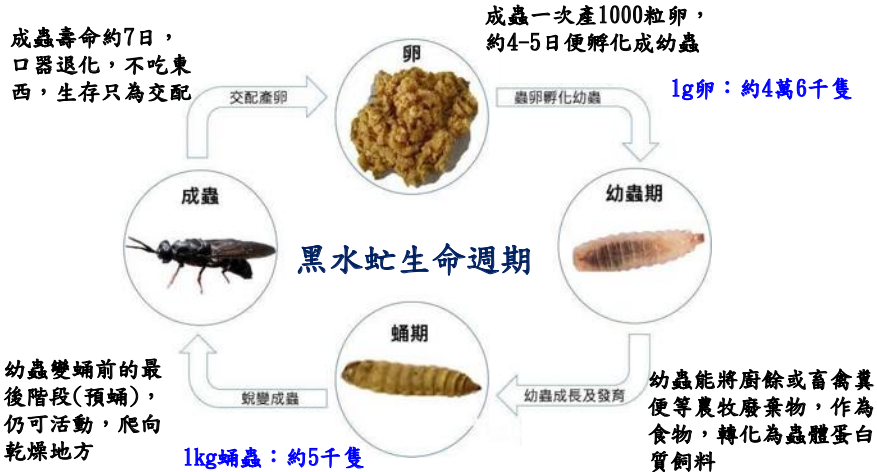 成蟲壽命約7日，
口器退化，不吃東
西，生存只為交配
成蟲一次產1000粒卵，
約4-5日便孵化成幼蟲
1g卵：約4萬6千隻
卵
交配產卵
蟲卵孵化幼蟲
成蟲
幼蟲期
黑水虻生命週期
蛹期
蛻變成蟲
幼蟲成長及發育
幼蟲變蛹前的最
後階段(預蛹)，
仍可活動，爬向
乾燥地方
1kg蛹蟲：約5千隻
幼蟲能將廚餘或畜禽糞
便等農牧廢棄物，作為
食物，轉化為蟲體蛋白
質飼料